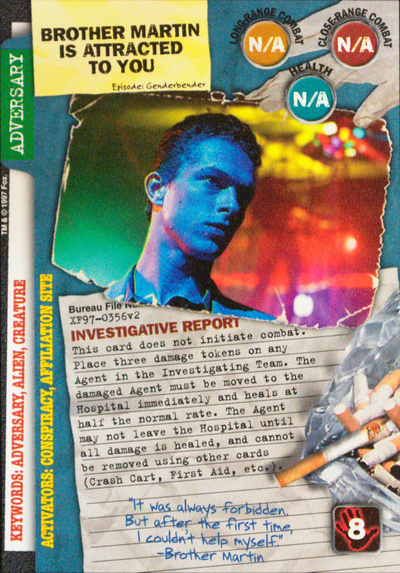 BROTHER MARTIN
IS ATTRACTED
TO YOU
Episode: Genderbender
LONG-RANGE COMBAT
N/A
CLOSE-RANGE COMBAT
N/A
HEALTH
N/A
ADVERSARY
TM & © 1997 Fox.
KEYWORDS: ADVERSARY, ALIEN, CREATURE
ACTIVATORS: CONSPIRACY, AFFILIATION SITE
Bureau File
XF97-0356v2
INVESTIGATIVE REPORT
This card does not initiate combat.
Place three damage tokens on any
Agent in the Investigating Team. The
damaged Agent must be moved to the
Hospital immediately and heals at
half the normal rate. The Agent
may not leave the Hospital until
all damage is healed, and cannot
be removed using other cards
(Crash Cart, First Aid, etc.).
"It was always forbidden.
But after the first time,
I couldn't help myself."
-Brother Martin
8